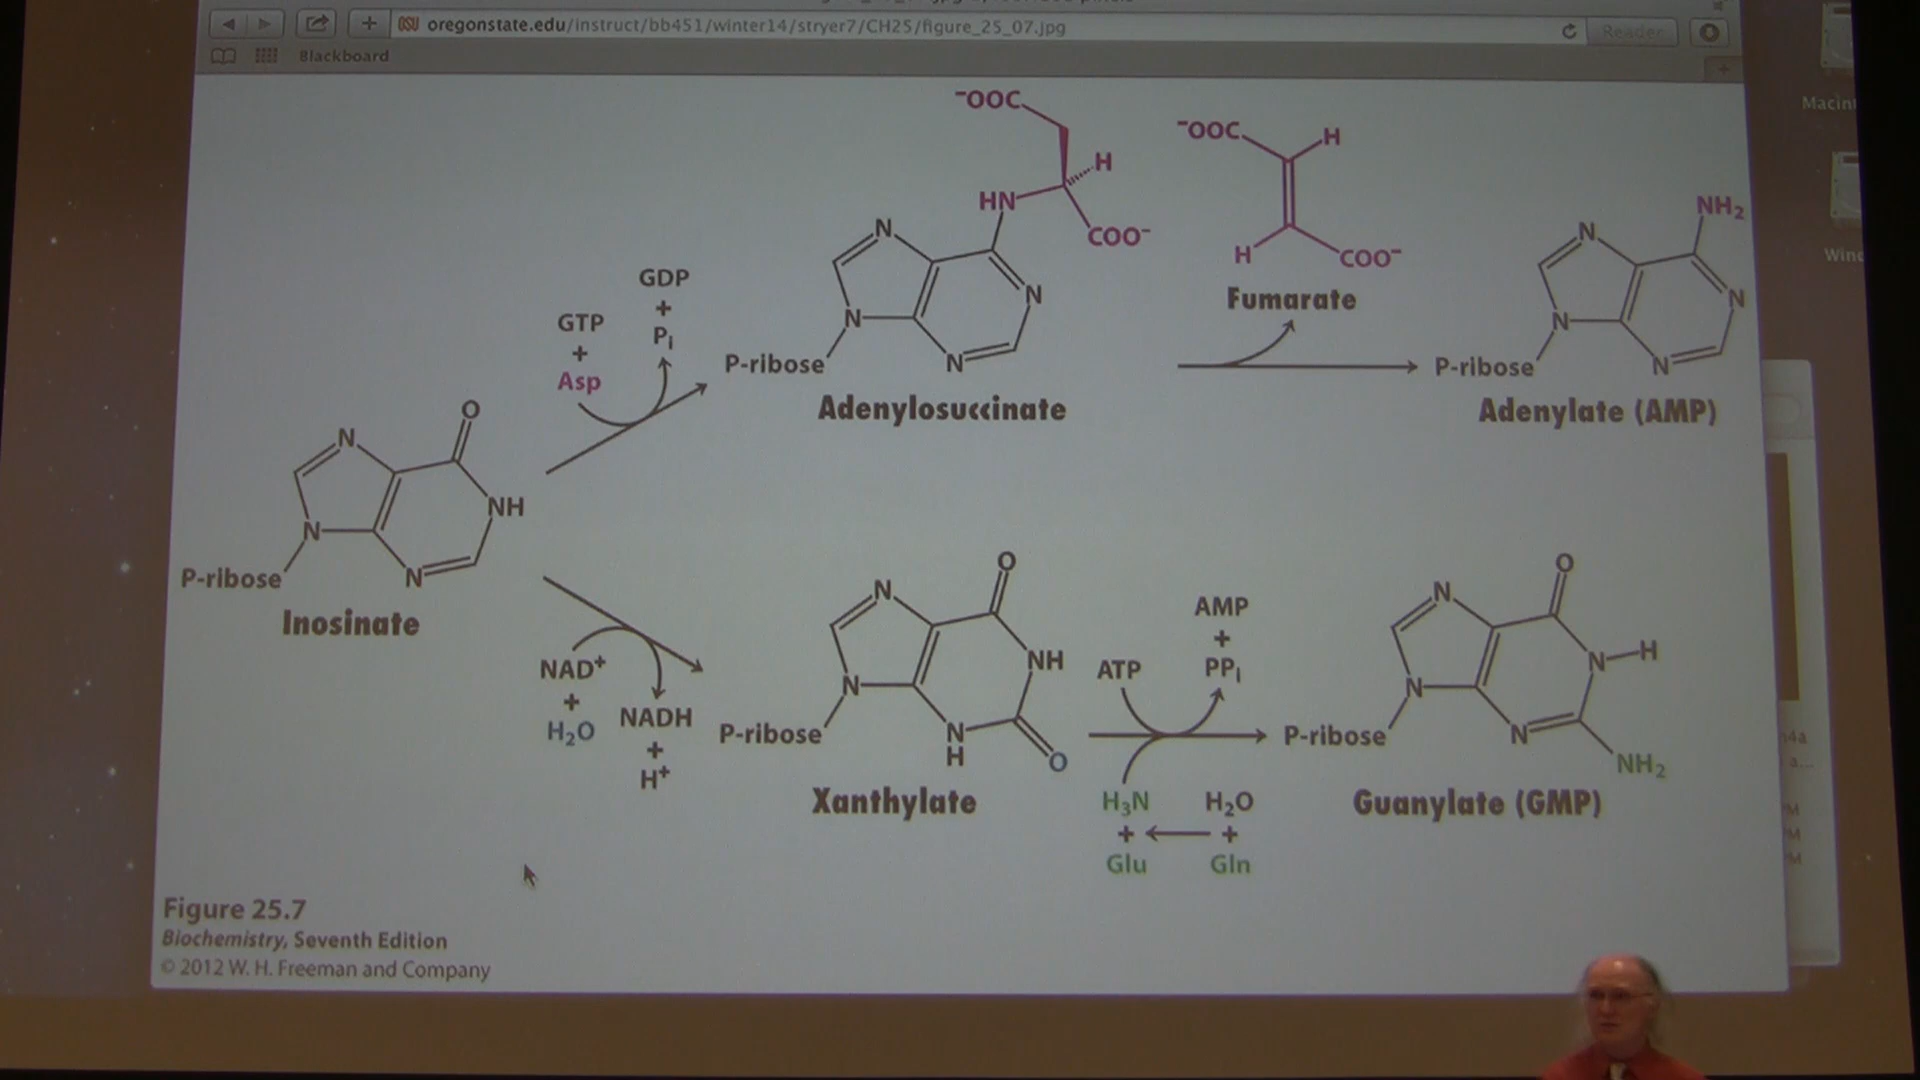 oregonstate.edu/instruct/bb451/winter14/stryer7/CH25/figure_25_07.jpg
Reader
Blackboard
⁻OOC
H
HN
COO⁻
N
N
N
N
P-ribose
Adenylosuccinate
⁻OOC
H
H
COO⁻
Fumarate
NH₂
N
N
N
N
P-ribose
Adenylate (AMP)
GTP
+
Asp
GDP
+
Pᵢ
O
N
NH
N
N
P-ribose
Inosinate
NAD⁺
+
H₂O
NADH
+
H⁺
O
N
NH
N
N
H
O
P-ribose
Xanthylate
ATP
AMP
+
PPᵢ
H₃N
+
Glu
H₂O
+
Gln
O
N
N-H
N
N
NH₂
P-ribose
Guanylate (GMP)
Figure 25.7
Biochemistry, Seventh Edition
© 2012 W. H. Freeman and Company